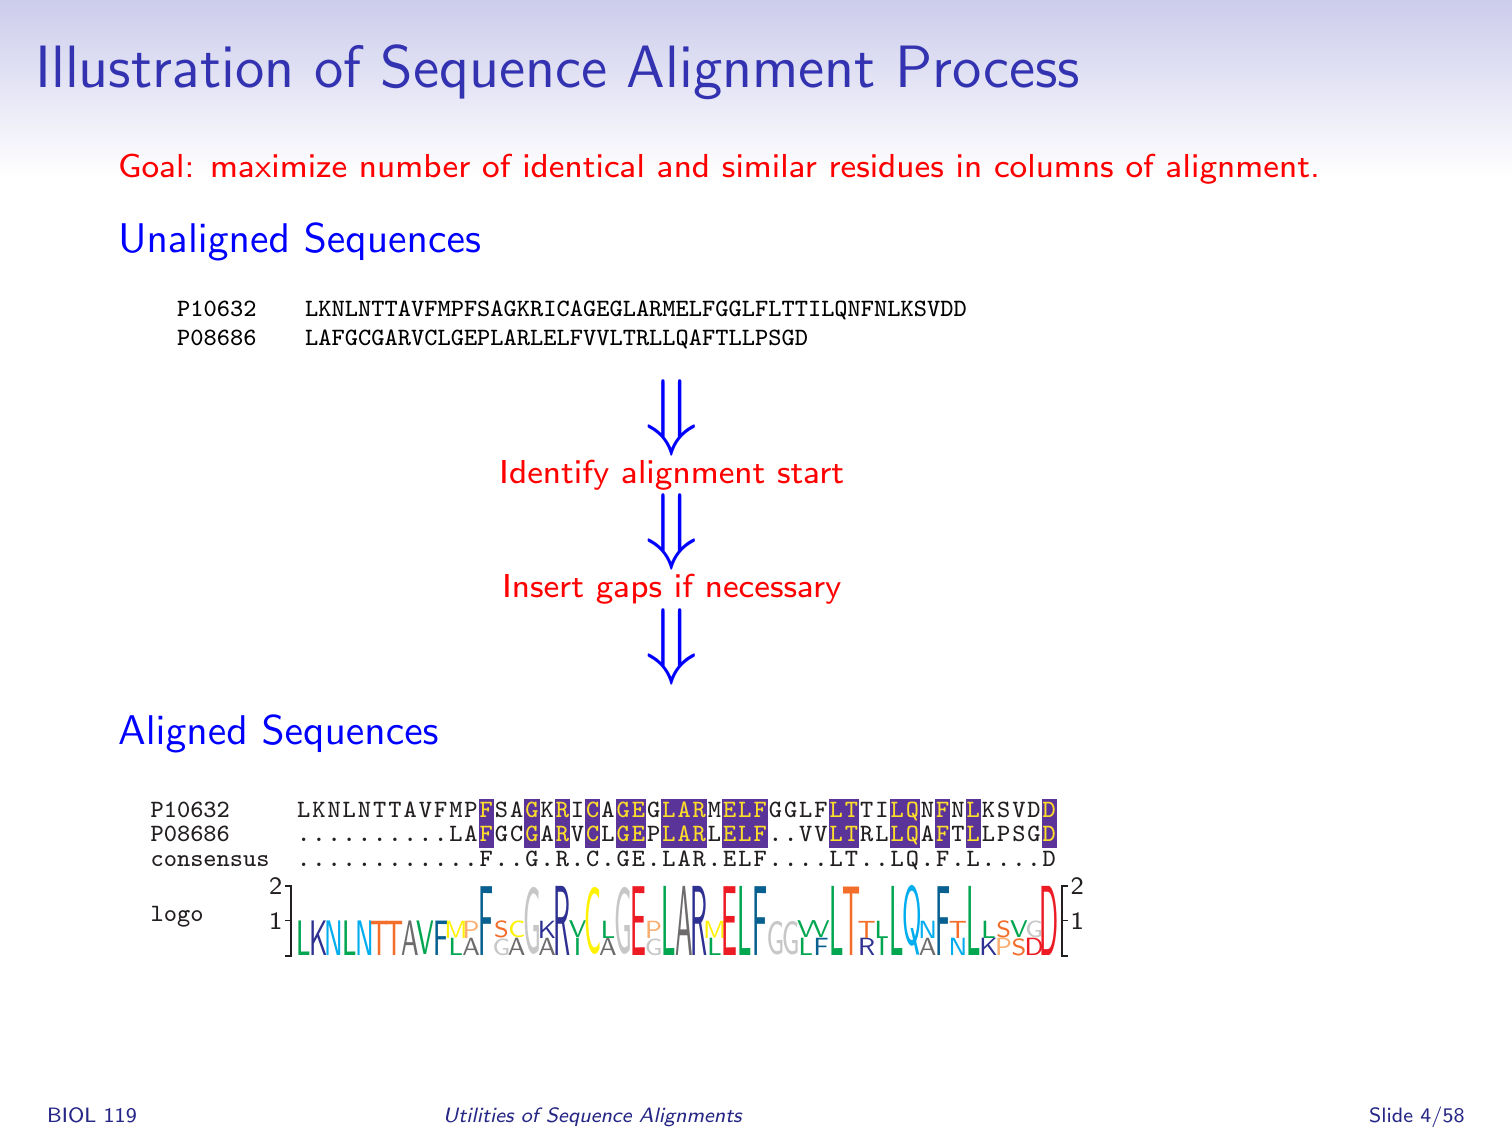 Illustration of Sequence Alignment Process
Goal: maximize number of identical and similar residues in columns of alignment.
Unaligned Sequences
P10632 LKNLNTTAVFMPFSAGKRICAGEGLARMELFGGLFLTTILQNFNLKSVDD
P08686 LAFGCGARVCLGEPLARLELFVVLTRLLQAFTLLPSGD
Identify alignment start
Insert gaps if necessary
Aligned Sequences
P10632 LKNLNTTAVFMPFSAGKRICAGEGLARMELFGGLFLTTILQNFNLKSVDD
P08686 ..........LAFGCGARVCLGEPLARLELF..VVLTRLLQAFTLLPSGD
consensus ............F..G.R.C.GE.LAR.ELF....LT..LQ.F.L....D
2 2
logo 1 1
LKNLNTTAVFMPFSCGKRVCLGEPLARMELFGGVVLTTLLQNFTLLSVGD
LAGAAIAGLLFRIANKPSD
BIOL 119 Utilities of Sequence Alignments Slide 4/58